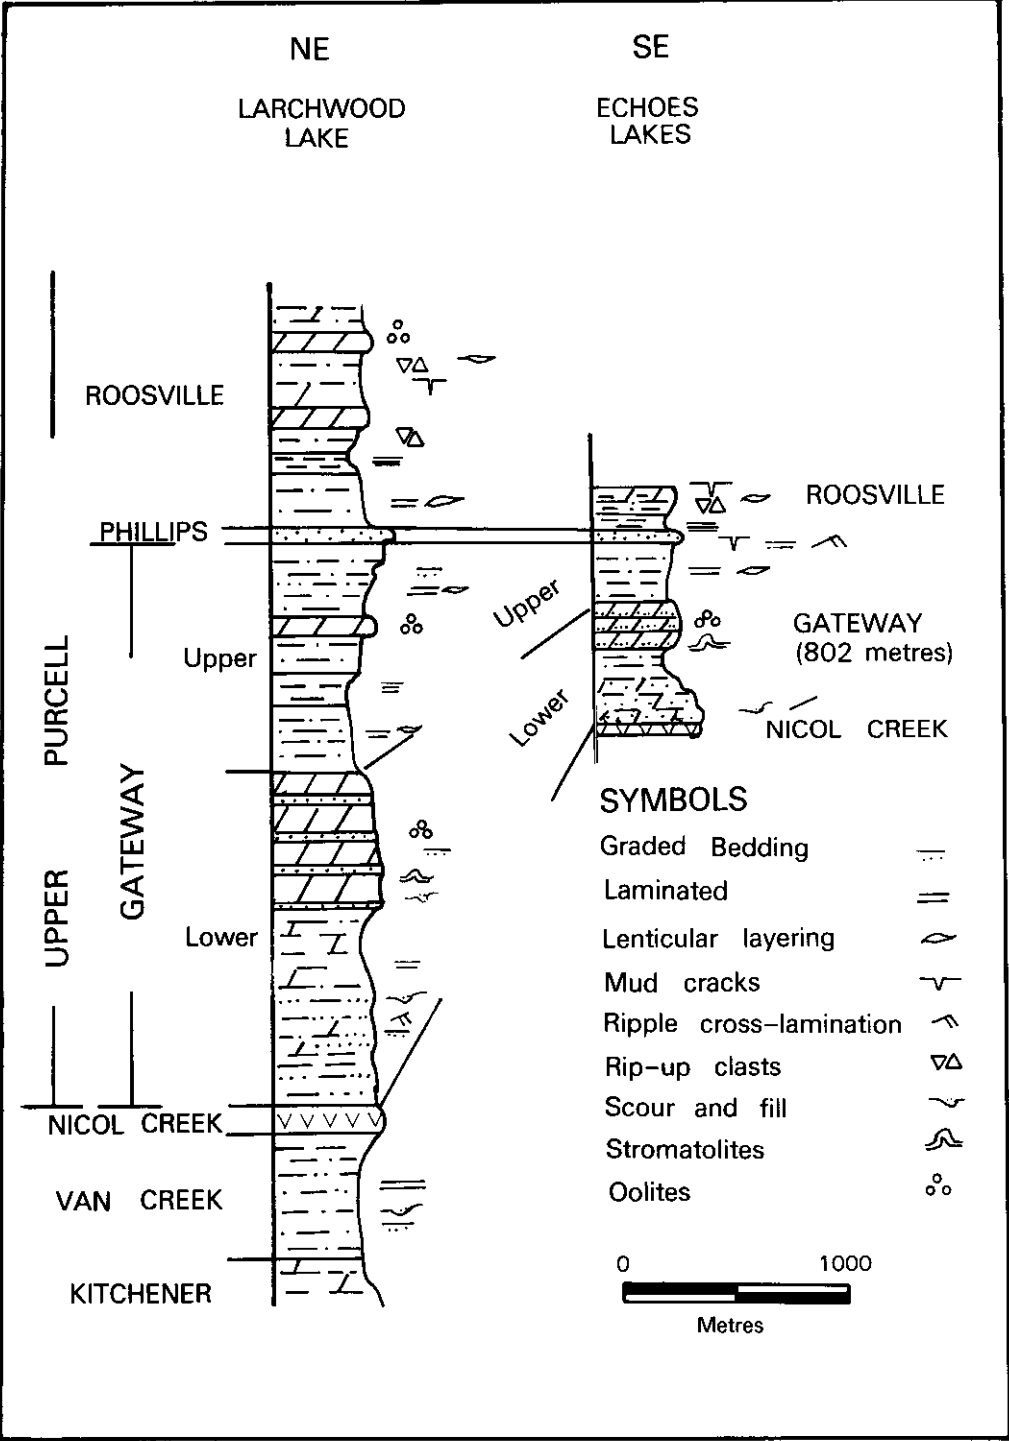 NE
SE
LARCHWOOD
LAKE
ECHOES
LAKES
ROOSVILLE
ROOSVILLE
PHILLIPS
Upper
GATEWAY
(802 metres)
Upper
Lower
NICOL CREEK
UPPER PURCELL
GATEWAY
SYMBOLS
Graded Bedding
Laminated
Lenticular layering
Lower
Mud cracks
Ripple cross-lamination
Rip-up clasts
Scour and fill
NICOL CREEK
Stromatolites
Oolites
VAN CREEK
KITCHENER
0 1000
Metres